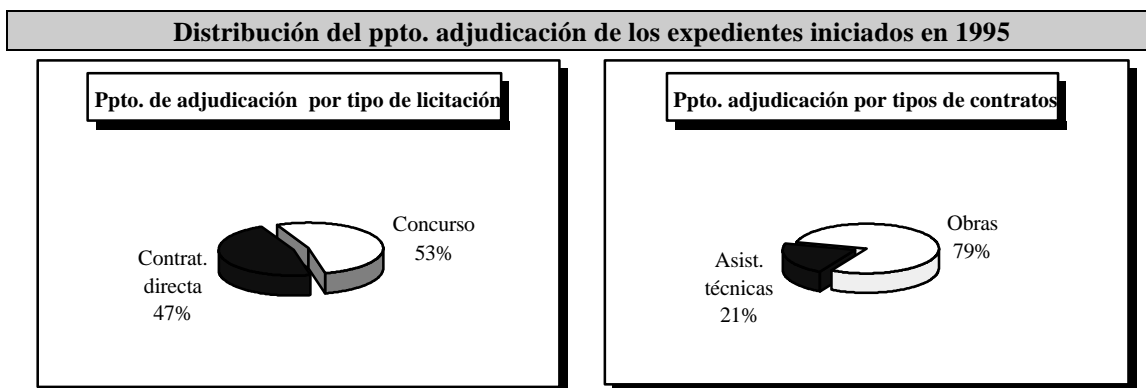 Distribución del ppto. adjudicación de los expedientes iniciados en 1995
Ppto. de adjudicación por tipo de licitación
Concurso
53%
Contrat.
directa
47%
Ppto. adjudicación por tipos de contratos
Obras
79%
Asist.
técnicas
21%